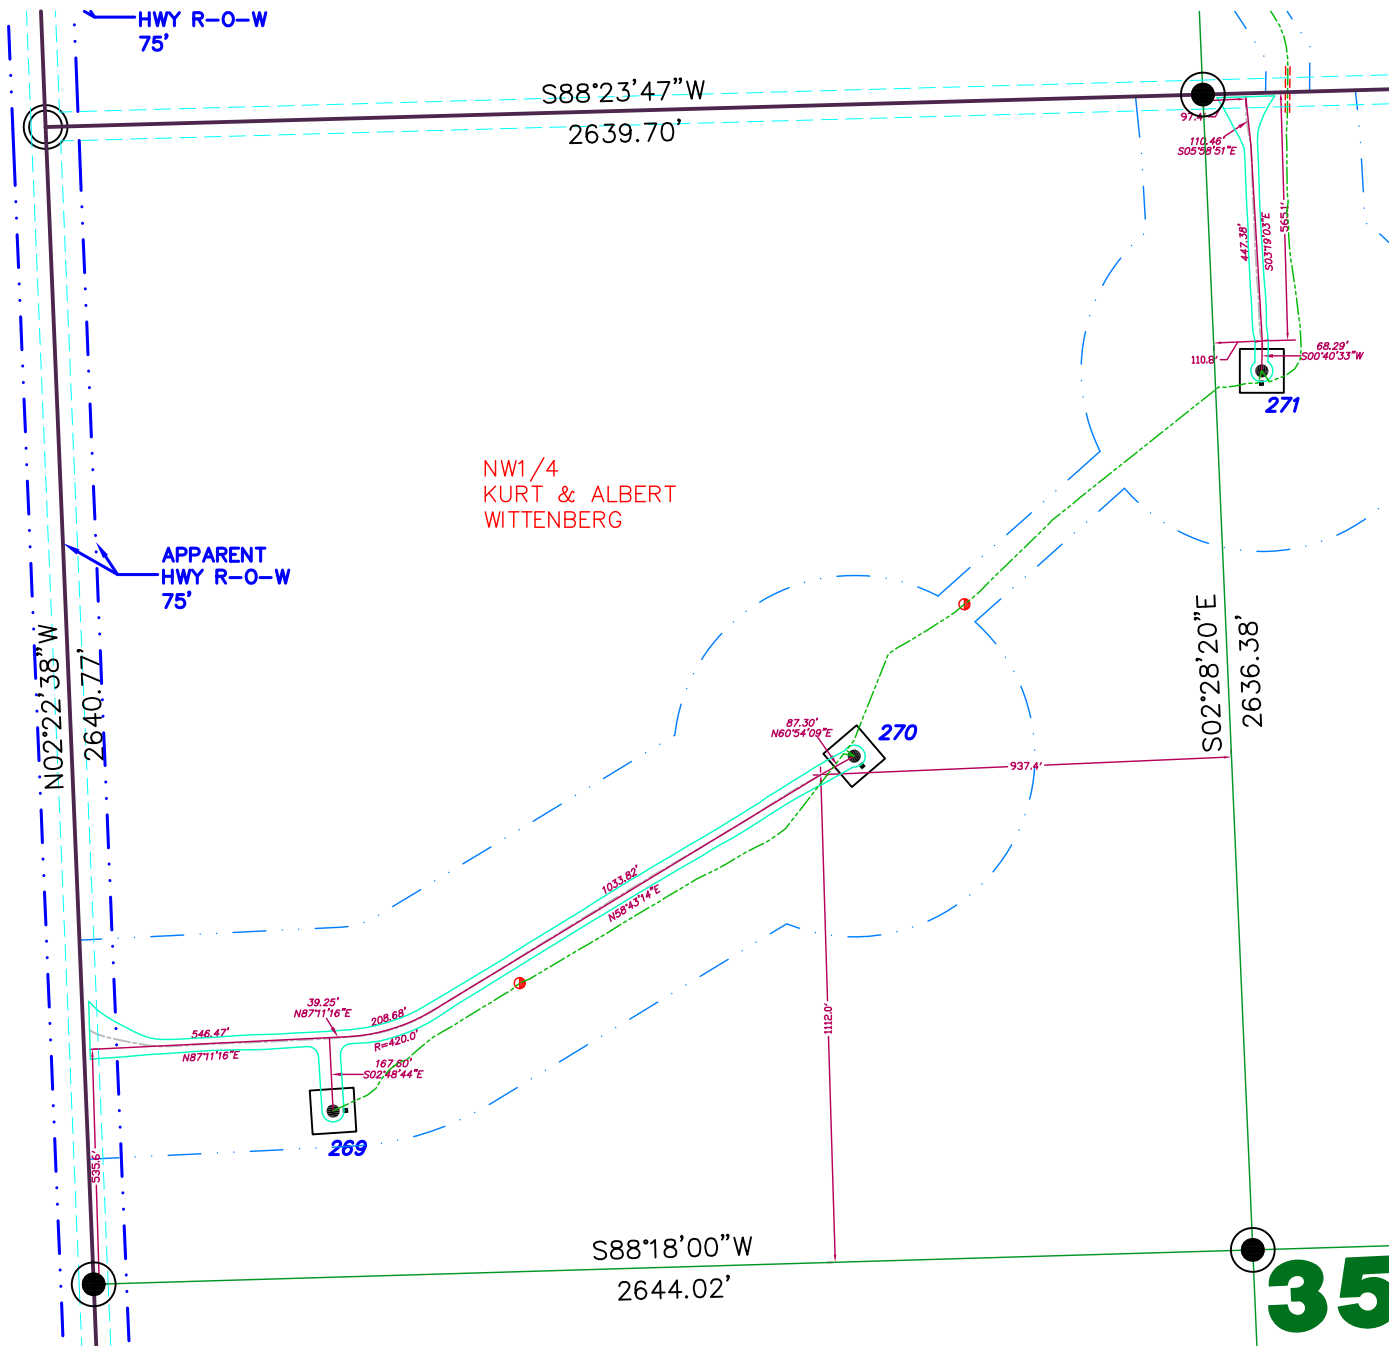 HWY R-O-W
75'
S88°23'47"W
2639.70'
97.4'
110.46'
S05°58'51"E
447.38'
S03°19'03"E
565.1'
110.8'
68.29'
S00°40'33"W
271
NW1/4
KURT & ALBERT
WITTENBERG
APPARENT
HWY R-O-W
75'
N02°22'38"W
2640.77'
S02°28'20"E
2636.38'
87.30'
N60°54'09"E
270
937.4'
1033.82'
N58°43'14"E
1112.0'
39.25'
N87°11'16"E
208.68'
R=420.0'
546.47'
N87°11'16"E
167.60'
S02°48'44"E
269
535.6'
S88°18'00"W
2644.02'
35